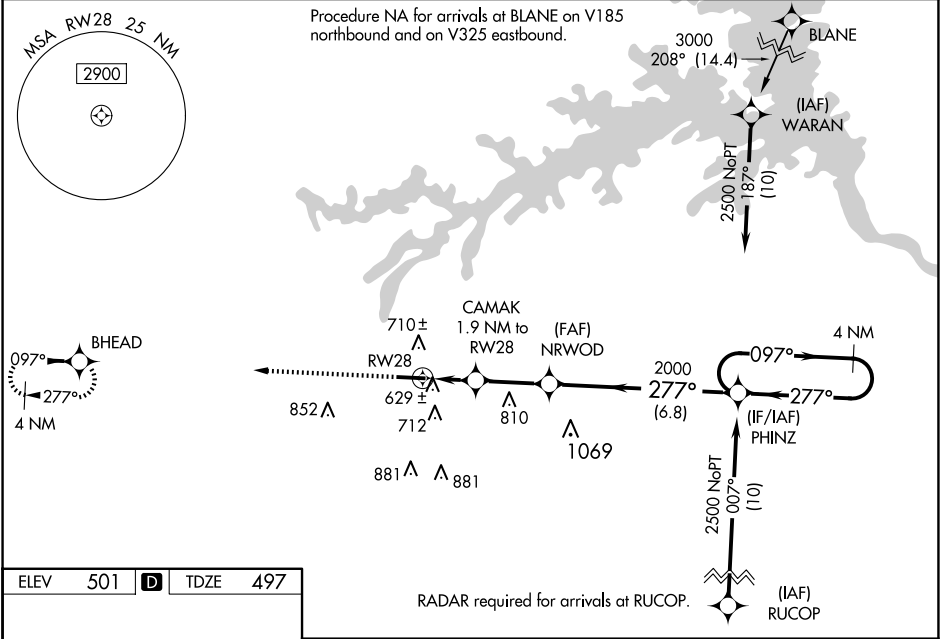 MSA RW28 25 NM
2900
Procedure NA for arrivals at BLANE on V185
northbound and on V325 eastbound.
BLANE
3000
208° (14.4)
(IAF)
WARAN
2500 NoPT
187°
(10)
BHEAD
097°
277°
4 NM
710±
RW28
629±
712
852
881
881
CAMAK
1.9 NM to
RW28
(FAF)
NRWOD
810
1069
2000
277°
(6.8)
097°
4 NM
277°
(IF/IAF)
PHINZ
2500 NoPT
007°
(10)
RADAR required for arrivals at RUCOP.
(IAF)
RUCOP
ELEV 501 D TDZE 497